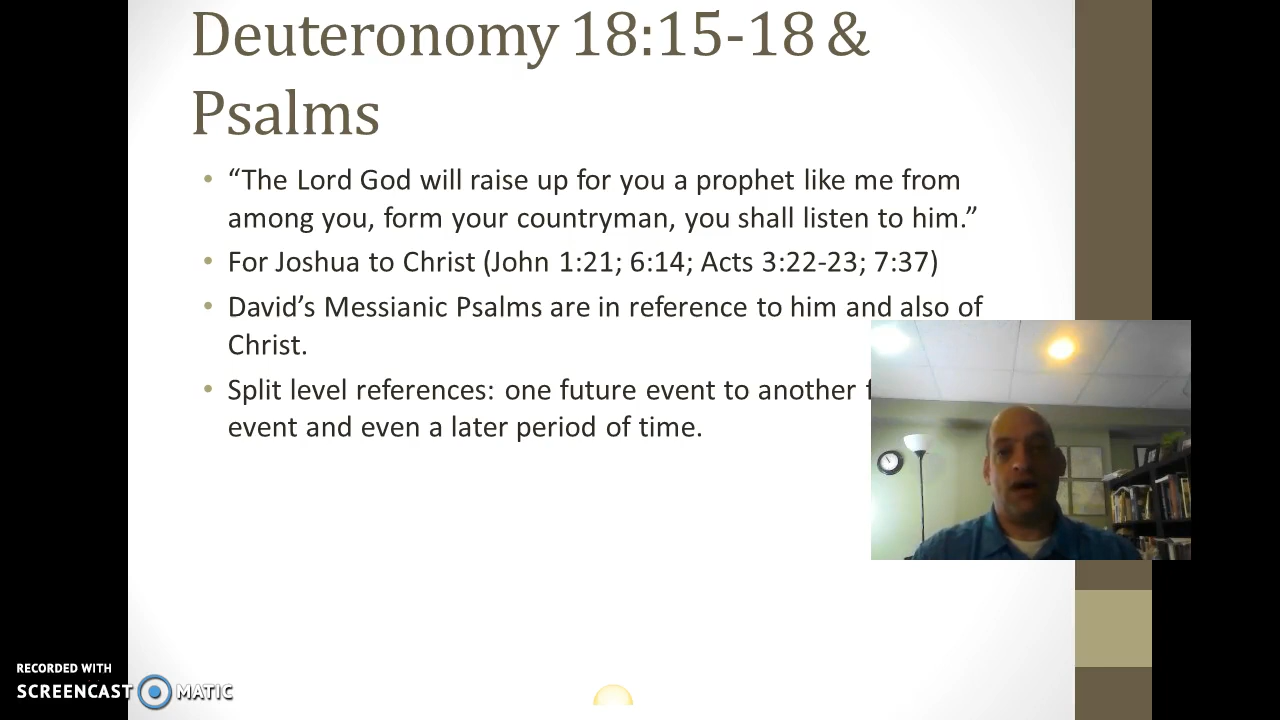 Deuteronomy 18:15-18 &
Psalms
• “The Lord God will raise up for you a prophet like me from
among you, form your countryman, you shall listen to him.”
• For Joshua to Christ (John 1:21; 6:14; Acts 3:22-23; 7:37)
• David’s Messianic Psalms are in reference to him and also of
Christ.
• Split level references: one future event to another
event and even a later period of time.
RECORDED WITH
SCREENCAST MATIC